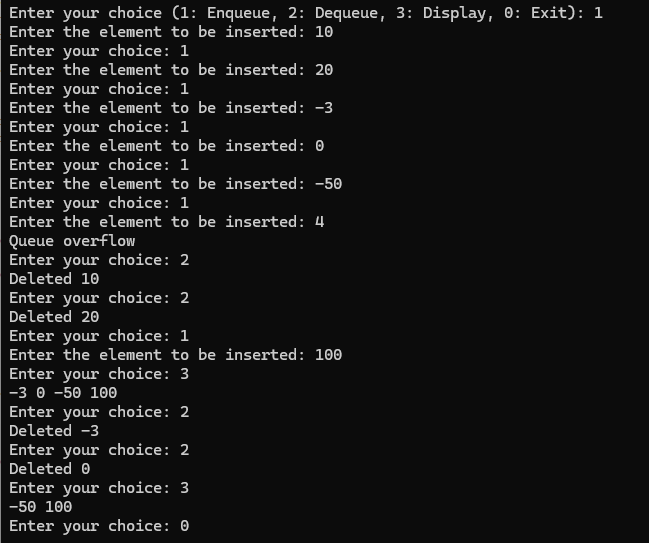 Enter your choice (1: Enqueue, 2: Dequeue, 3: Display, 0: Exit): 1
Enter the element to be inserted: 10
Enter your choice: 1
Enter the element to be inserted: 20
Enter your choice: 1
Enter the element to be inserted: -3
Enter your choice: 1
Enter the element to be inserted: 0
Enter your choice: 1
Enter the element to be inserted: -50
Enter your choice: 1
Enter the element to be inserted: 4
Queue overflow
Enter your choice: 2
Deleted 10
Enter your choice: 2
Deleted 20
Enter your choice: 1
Enter the element to be inserted: 100
Enter your choice: 3
-3 0 -50 100
Enter your choice: 2
Deleted -3
Enter your choice: 2
Deleted 0
Enter your choice: 3
-50 100
Enter your choice: 0